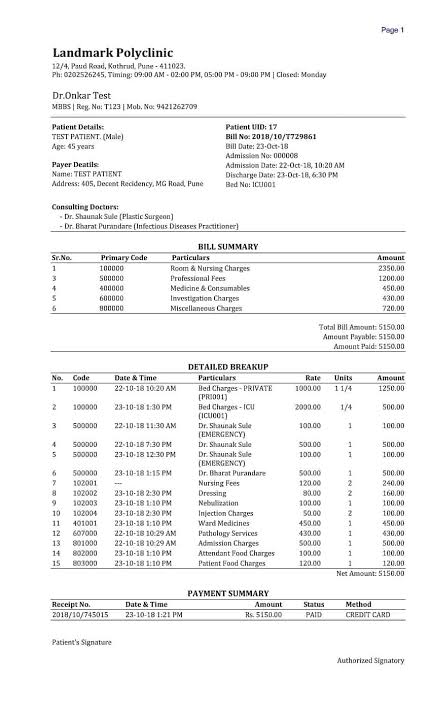 Page 1
Landmark Polyclinic
12/4, Paud Road, Kothrud, Pune - 411023.
Ph: 0202526245, Timing: 09:00 AM - 02:00 PM, 05:00 PM - 09:00 PM | Closed: Monday
Dr.Onkar Test
MBBS | Reg. No: T123 | Mob. No: 9421262709
Patient Details:
TEST PATIENT. (Male)
Age: 45 years
Payer Deatils:
Name: TEST PATIENT
Address: 405, Decent Recidency, MG Road, Pune
Patient UID: 17
Bill No: 2018/10/T729861
Bill Date: 23-Oct-18
Admission No: 000008
Admission Date: 22-Oct-18, 10:20 AM
Discharge Date: 23-Oct-18, 6:30 PM
Bed No: ICU001
Consulting Doctors:
- Dr. Shaunak Sule (Plastic Surgeon)
- Dr. Bharat Purandare (Infectious Diseases Practitioner)
BILL SUMMARY
Sr.No. Primary Code Particulars Amount
1 100000 Room & Nursing Charges 2350.00
3 500000 Professional Fees 1200.00
4 400000 Medicine & Consumables 450.00
5 600000 Investigation Charges 430.00
6 800000 Miscellaneous Charges 720.00
Total Bill Amount: 5150.00
Amount Payable: 5150.00
Amount Paid: 5150.00
DETAILED BREAKUP
No. Code Date & Time Particulars Rate Units Amount
1 100000 22-10-18 10:20 AM Bed Charges - PRIVATE 1000.00 1 1/4 1250.00
(PRI001)
2 100000 23-10-18 1:30 PM Bed Charges - ICU 2000.00 1/4 500.00
(ICU001)
3 500000 22-10-18 11:30 AM Dr. Shaunak Sule 100.00 1 100.00
(EMERGENCY)
4 500000 22-10-18 7:30 PM Dr. Shaunak Sule 500.00 1 500.00
5 500000 23-10-18 12:30 PM Dr. Shaunak Sule 100.00 1 100.00
(EMERGENCY)
6 500000 23-10-18 1:15 PM Dr. Bharat Purandare 500.00 1 500.00
7 102001 --- Nursing Fees 120.00 2 240.00
8 102002 23-10-18 2:30 PM Dressing 80.00 2 160.00
9 102003 23-10-18 1:10 PM Nebulization 100.00 1 100.00
10 102004 23-10-18 2:30 PM Injection Charges 50.00 2 100.00
11 401001 23-10-18 1:10 PM Ward Medicines 450.00 1 450.00
12 607000 22-10-18 10:29 AM Pathology Services 430.00 1 430.00
13 801000 22-10-18 10:29 AM Admission Charges 500.00 1 500.00
14 802000 23-10-18 1:10 PM Attendant Food Charges 100.00 1 100.00
15 803000 23-10-18 1:10 PM Patient Food Charges 120.00 1 120.00
Net Amount: 5150.00
PAYMENT SUMMARY
Receipt No. Date & Time Amount Status Method
2018/10/745015 23-10-18 1:21 PM Rs. 5150.00 PAID CREDIT CARD
Patient's Signature
Authorized Signatory